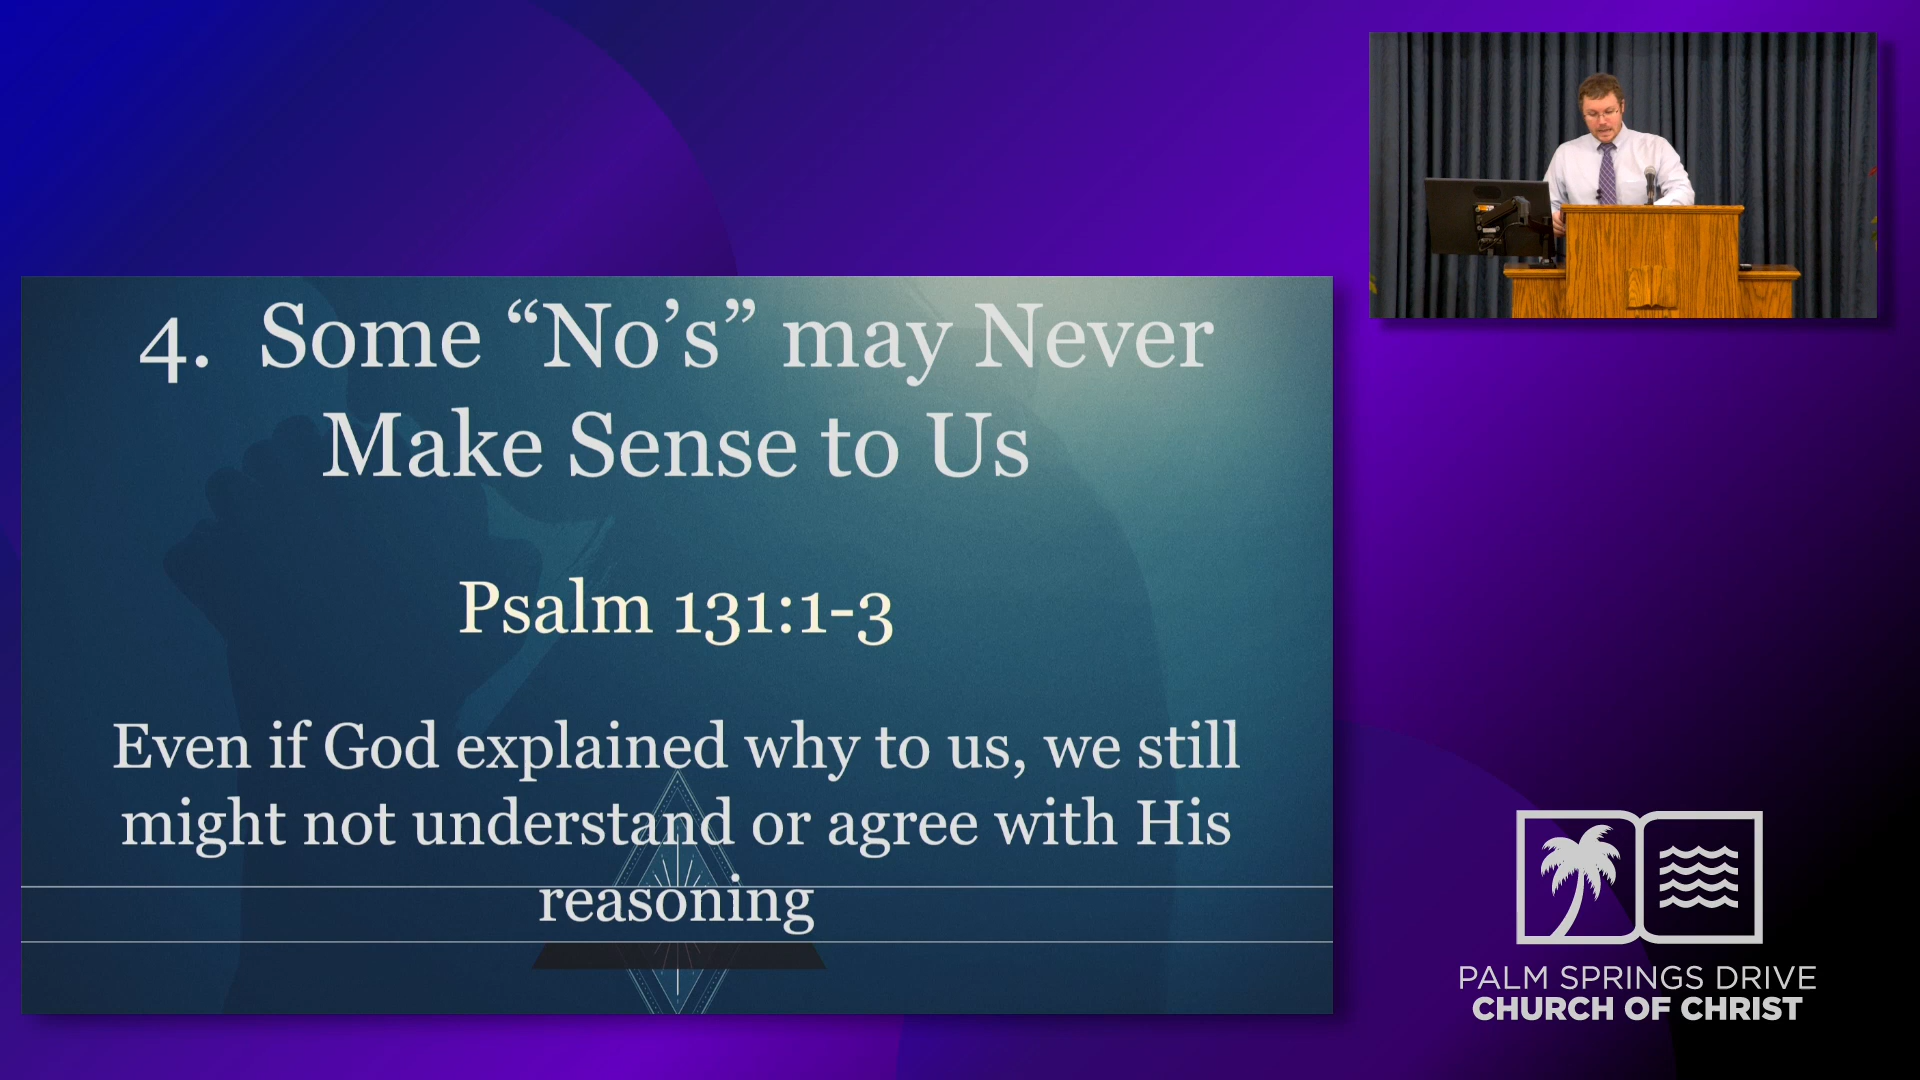 4. Some “No’s” may Never
Make Sense to Us
Psalm 131:1-3
Even if God explained why to us, we still
might not understand or agree with His
reasoning
PALM SPRINGS DRIVE
CHURCH OF CHRIST